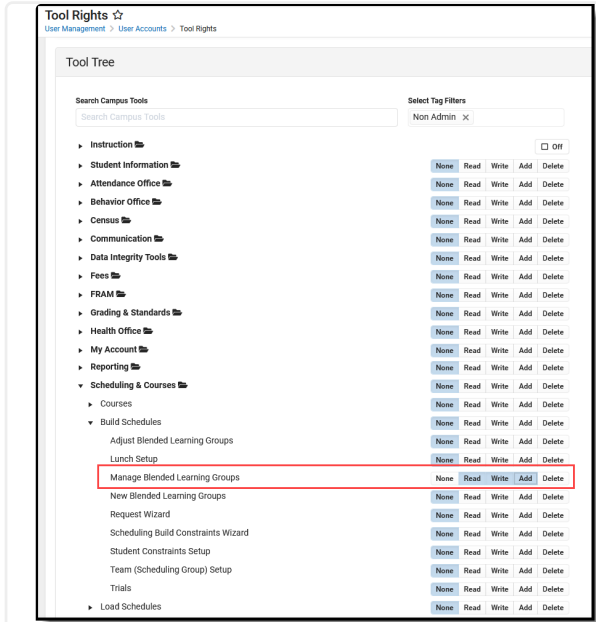 Tool Rights
User Management > User Accounts > Tool Rights
Tool Tree
Search Campus Tools Select Tag Filters
Search Campus Tools Non Admin ×
Instruction Off
Student Information None Read Write Add Delete
Attendance Office None Read Write Add Delete
Behavior Office None Read Write Add Delete
Census None Read Write Add Delete
Communication None Read Write Add Delete
Data Integrity Tools None Read Write Add Delete
Fees None Read Write Add Delete
FRAM None Read Write Add Delete
Grading & Standards None Read Write Add Delete
Health Office None Read Write Add Delete
My Account None Read Write Add Delete
Reporting None Read Write Add Delete
Scheduling & Courses None Read Write Add Delete
Courses None Read Write Add Delete
Build Schedules None Read Write Add Delete
Adjust Blended Learning Groups None Read Write Add Delete
Lunch Setup None Read Write Add Delete
Manage Blended Learning Groups None Read Write Add Delete
New Blended Learning Groups None Read Write Add Delete
Request Wizard None Read Write Add Delete
Scheduling Build Constraints Wizard None Read Write Add Delete
Student Constraints Setup None Read Write Add Delete
Team (Scheduling Group) Setup None Read Write Add Delete
Trials None Read Write Add Delete
Load Schedules None Read Write Add Delete